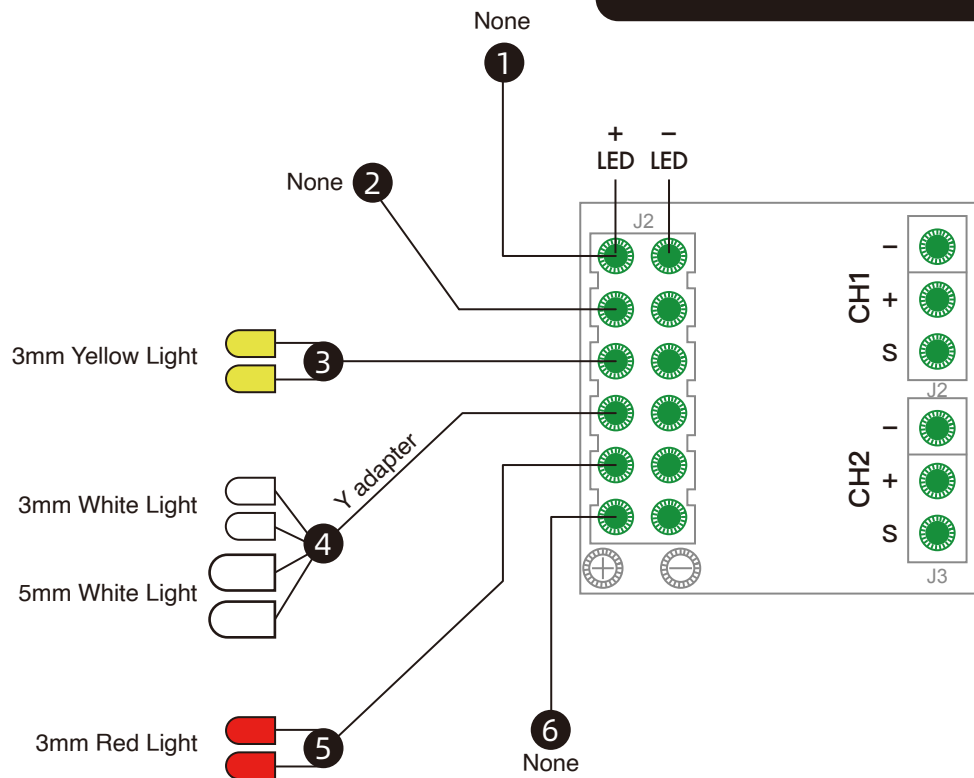 None
1
+ −
LED LED
None 2
J2
−
CH1 +
S
J2
3mm Yellow Light 3
−
CH2 +
S
J3
Y adapter
3mm White Light
4
5mm White Light
3mm Red Light 5
6
None